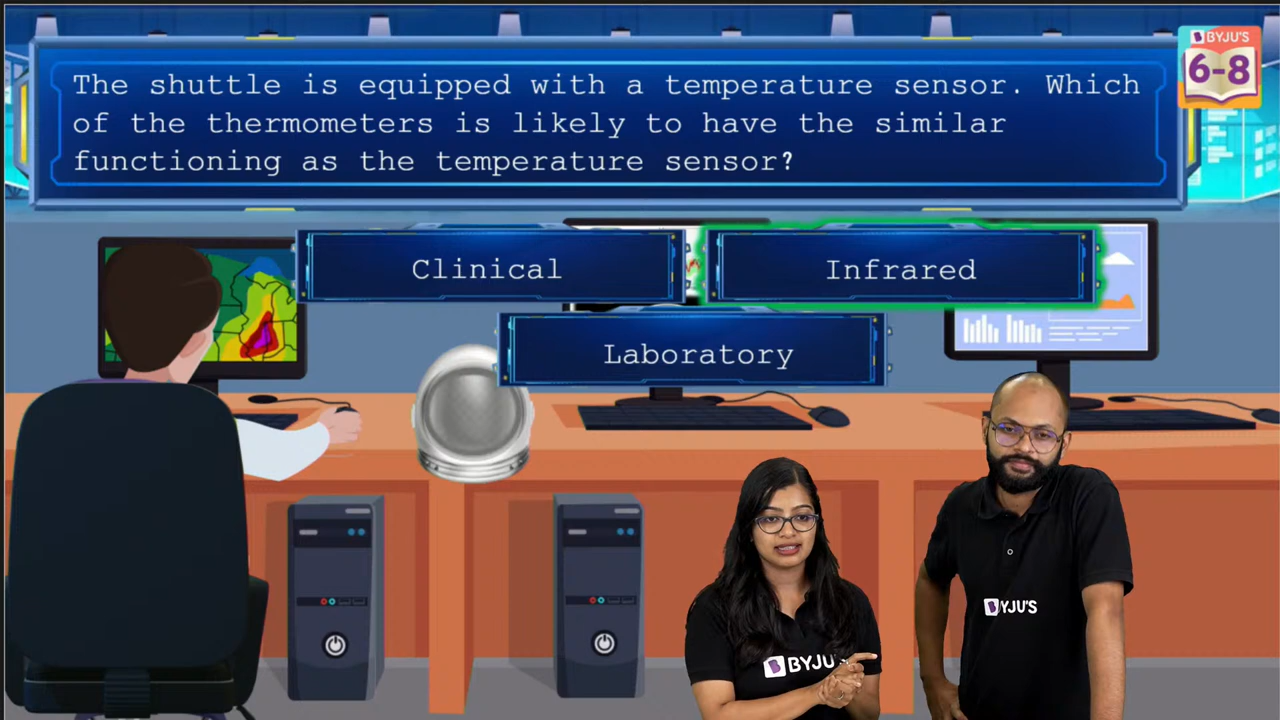 The shuttle is equipped with a temperature sensor. Which
of the thermometers is likely to have the similar
functioning as the temperature sensor?
BYJU'S
6-8
Clinical
Infrared
Laboratory
BYJU
BYJU'S